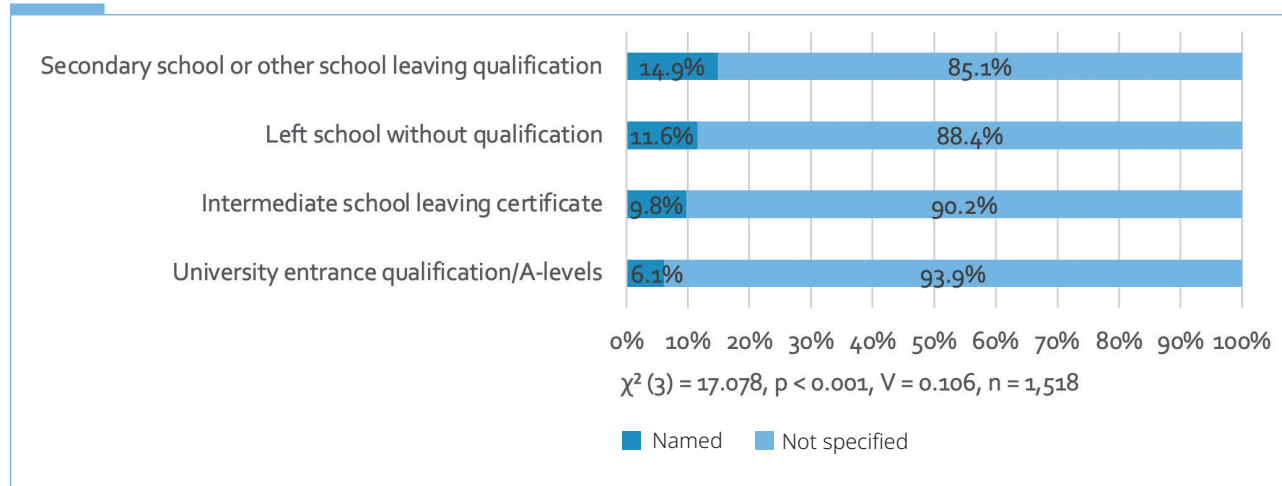 Secondary school or other school leaving qualification 14.9% 85.1%
Left school without qualification 11.6% 88.4%
Intermediate school leaving certificate 9.8% 90.2%
University entrance qualification/A-levels 6.1% 93.9%
0% 10% 20% 30% 40% 50% 60% 70% 80% 90% 100%
χ² (3) = 17.078, p < 0.001, V = 0.106, n = 1,518
Named Not specified